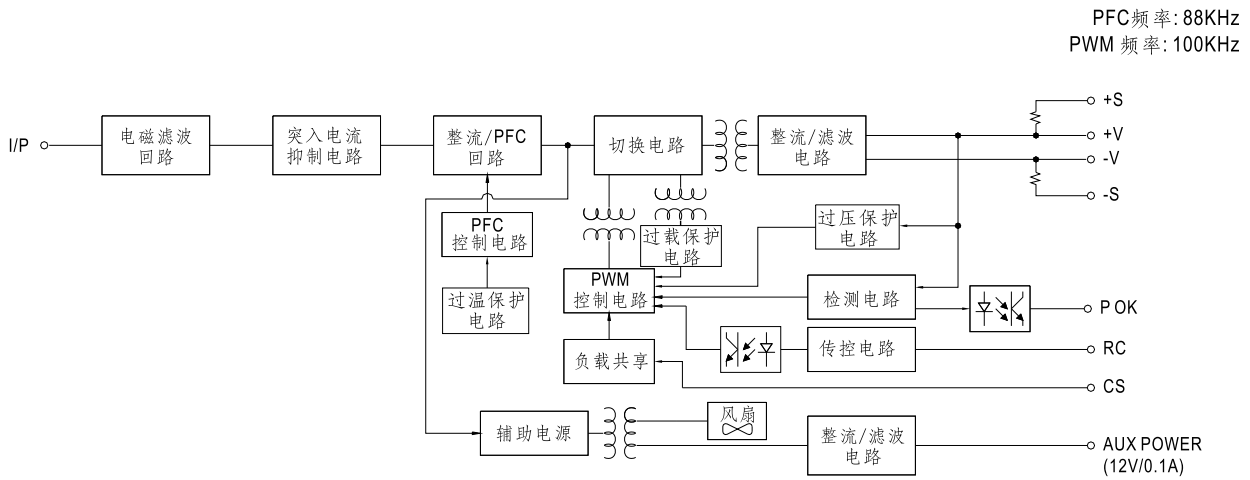 PFC频率: 88KHz
PWM 频率: 100KHz
I/P
电磁滤波
回路
突入电流
抑制电路
整流/PFC
回路
切换电路
整流/滤波
电路
+S
+V
-V
-S
PFC
控制电路
过温保护
电路
过载保护
电路
过压保护
电路
PWM
控制电路
检测电路
P OK
负载共享
传控电路
RC
CS
辅助电源
风扇
整流/滤波
电路
AUX POWER
(12V/0.1A)